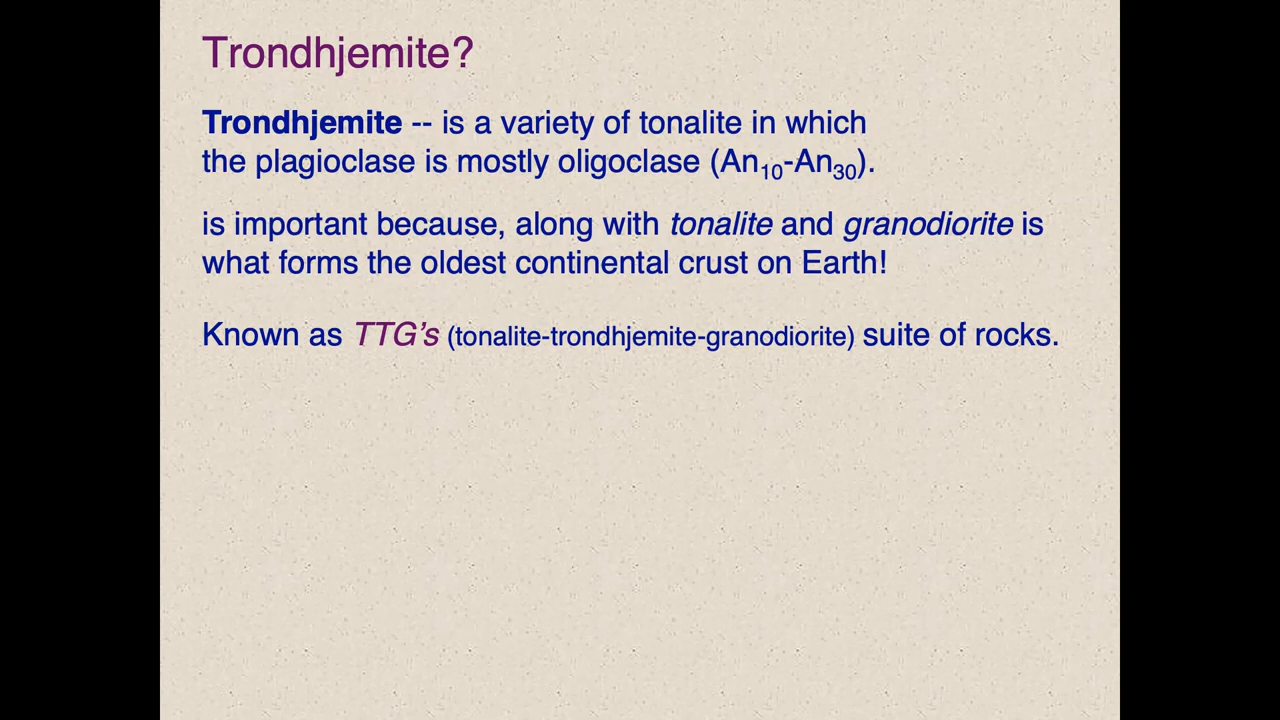 Trondhjemite?
Trondhjemite -- is a variety of tonalite in which
the plagioclase is mostly oligoclase (An10-An30).
is important because, along with tonalite and granodiorite is
what forms the oldest continental crust on Earth!
Known as TTG's (tonalite-trondhjemite-granodiorite) suite of rocks.